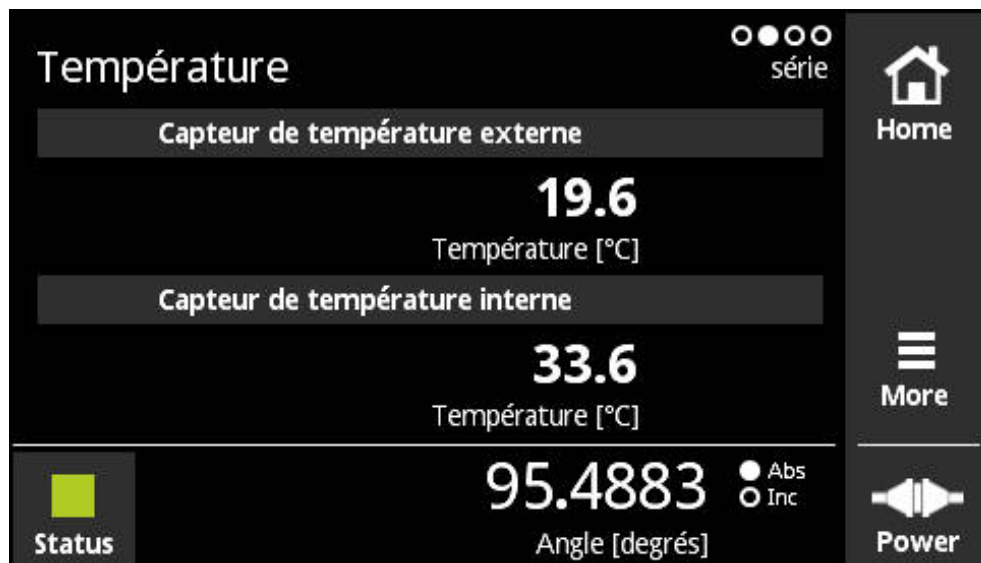 Température
série
Home
Capteur de température externe
19.6
Température [°C]
Capteur de température interne
33.6
Température [°C]
More
95.4883
Abs
Inc
Angle [degrés]
Status
Power